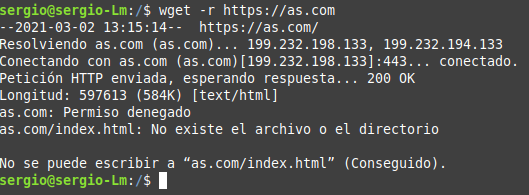 sergio@sergio-Lm:/$ wget -r https://as.com
--2021-03-02 13:15:14--  https://as.com/
Resolviendo as.com (as.com)... 199.232.198.133, 199.232.194.133
Conectando con as.com (as.com)[199.232.198.133]:443... conectado.
Petición HTTP enviada, esperando respuesta... 200 OK
Longitud: 597613 (584K) [text/html]
as.com: Permiso denegado
as.com/index.html: No existe el archivo o el directorio

No se puede escribir a “as.com/index.html” (Conseguido).
sergio@sergio-Lm:/$